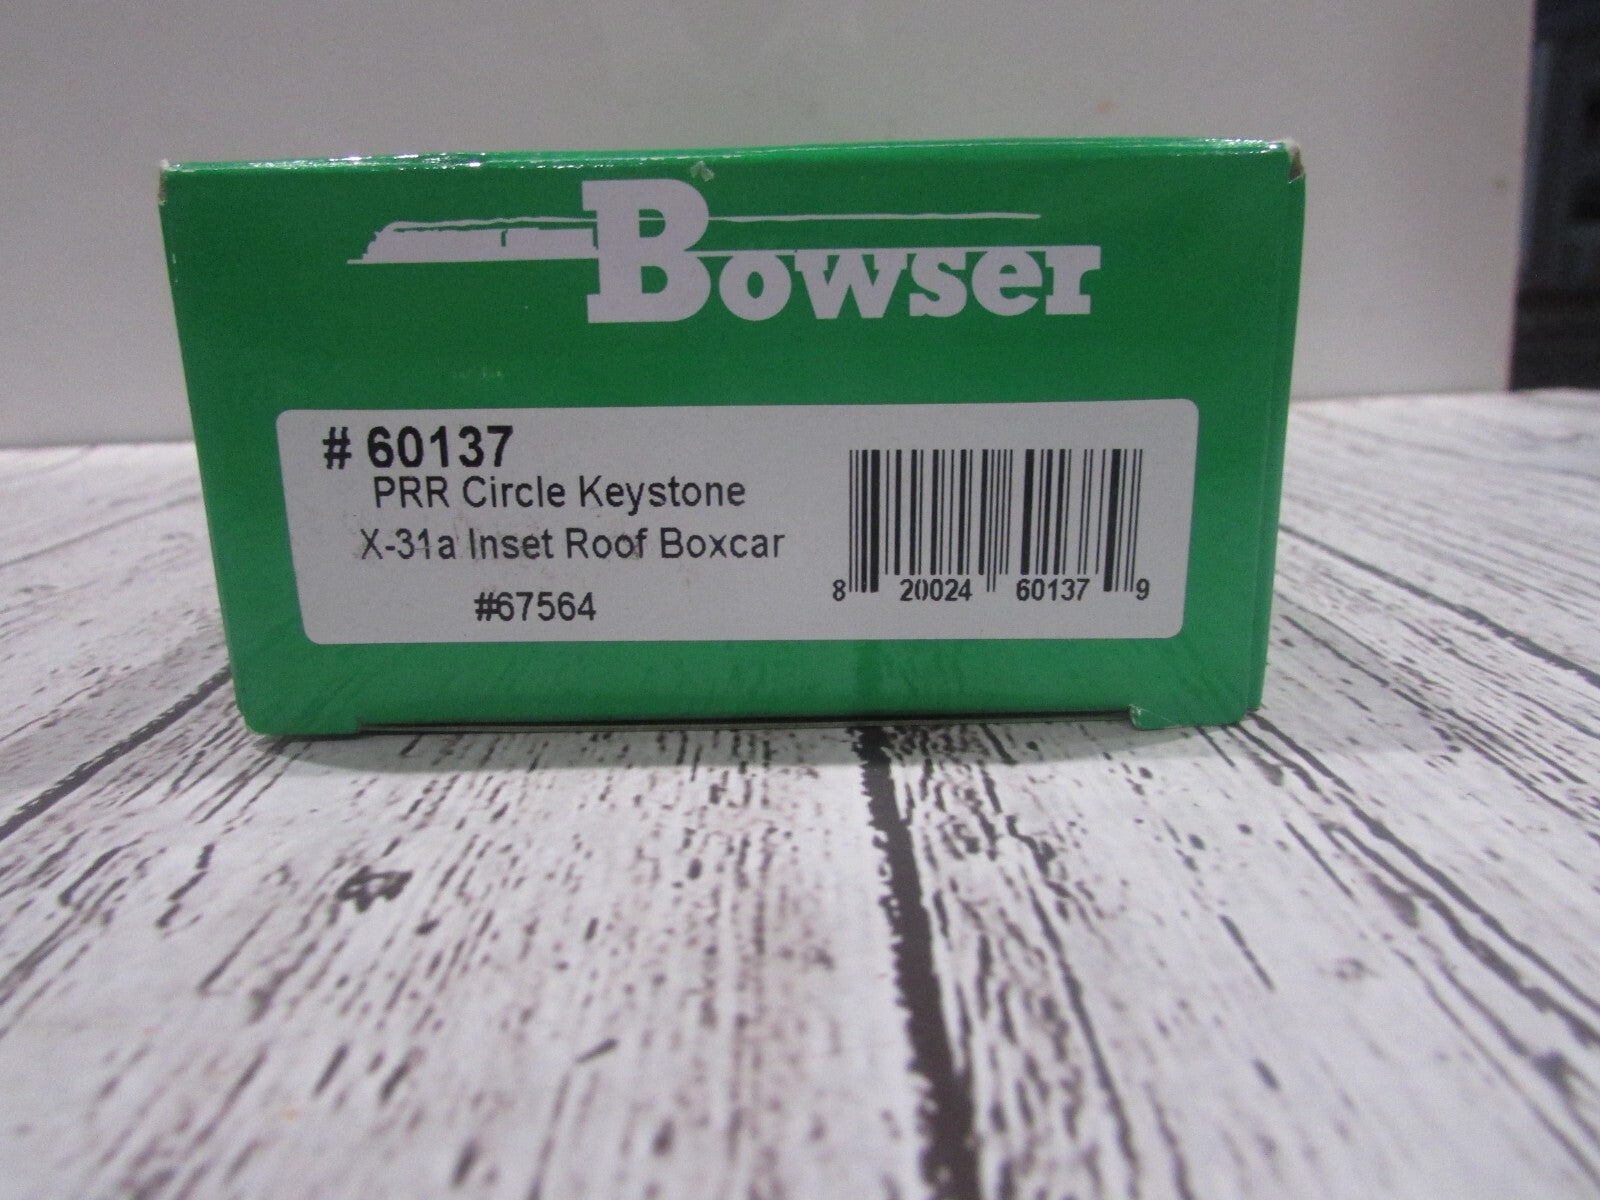 Bowser
# 60137
PRR Circle Keystone
X-31a Inset Roof Boxcar
#67564
8 20024 60137 9